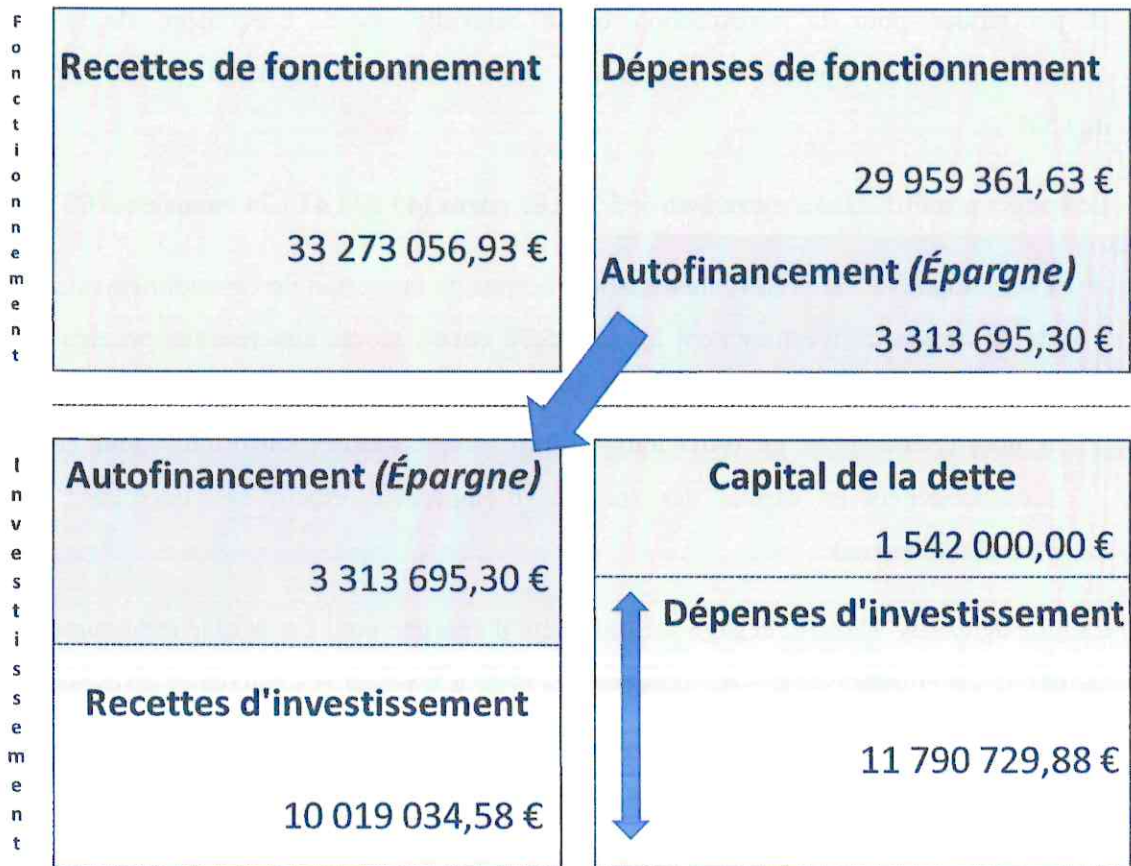 Fonctionnement
Recettes de fonctionnement
33 273 056,93 €
Dépenses de fonctionnement
29 959 361,63 €
Autofinancement (Épargne)
3 313 695,30 €
Investissement
Autofinancement (Épargne)
3 313 695,30 €
Recettes d'investissement
10 019 034,58 €
Capital de la dette
1 542 000,00 €
Dépenses d'investissement
11 790 729,88 €